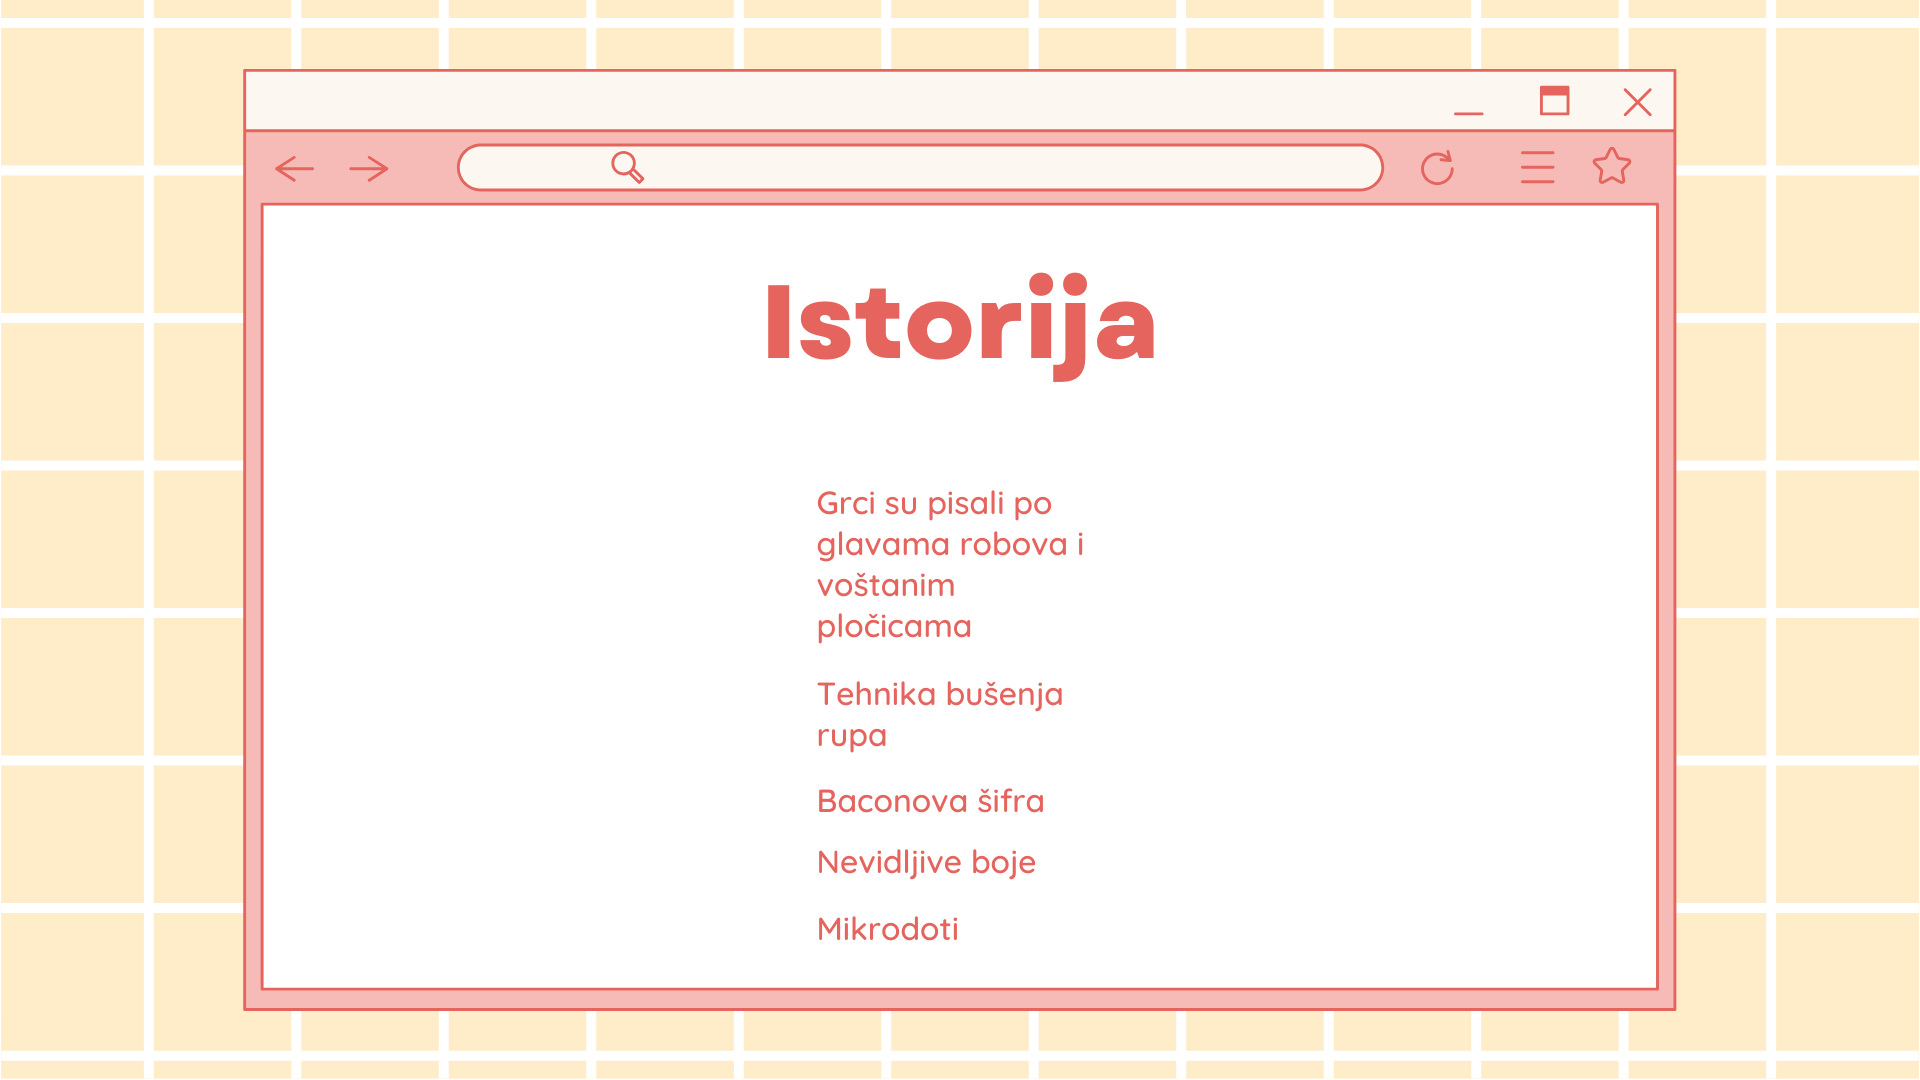 Istorija
Grci su pisali po
glavama robova i
voštanim
pločicama
Tehnika bušenja
rupa
Baconova šifra
Nevidljive boje
Mikrodoti